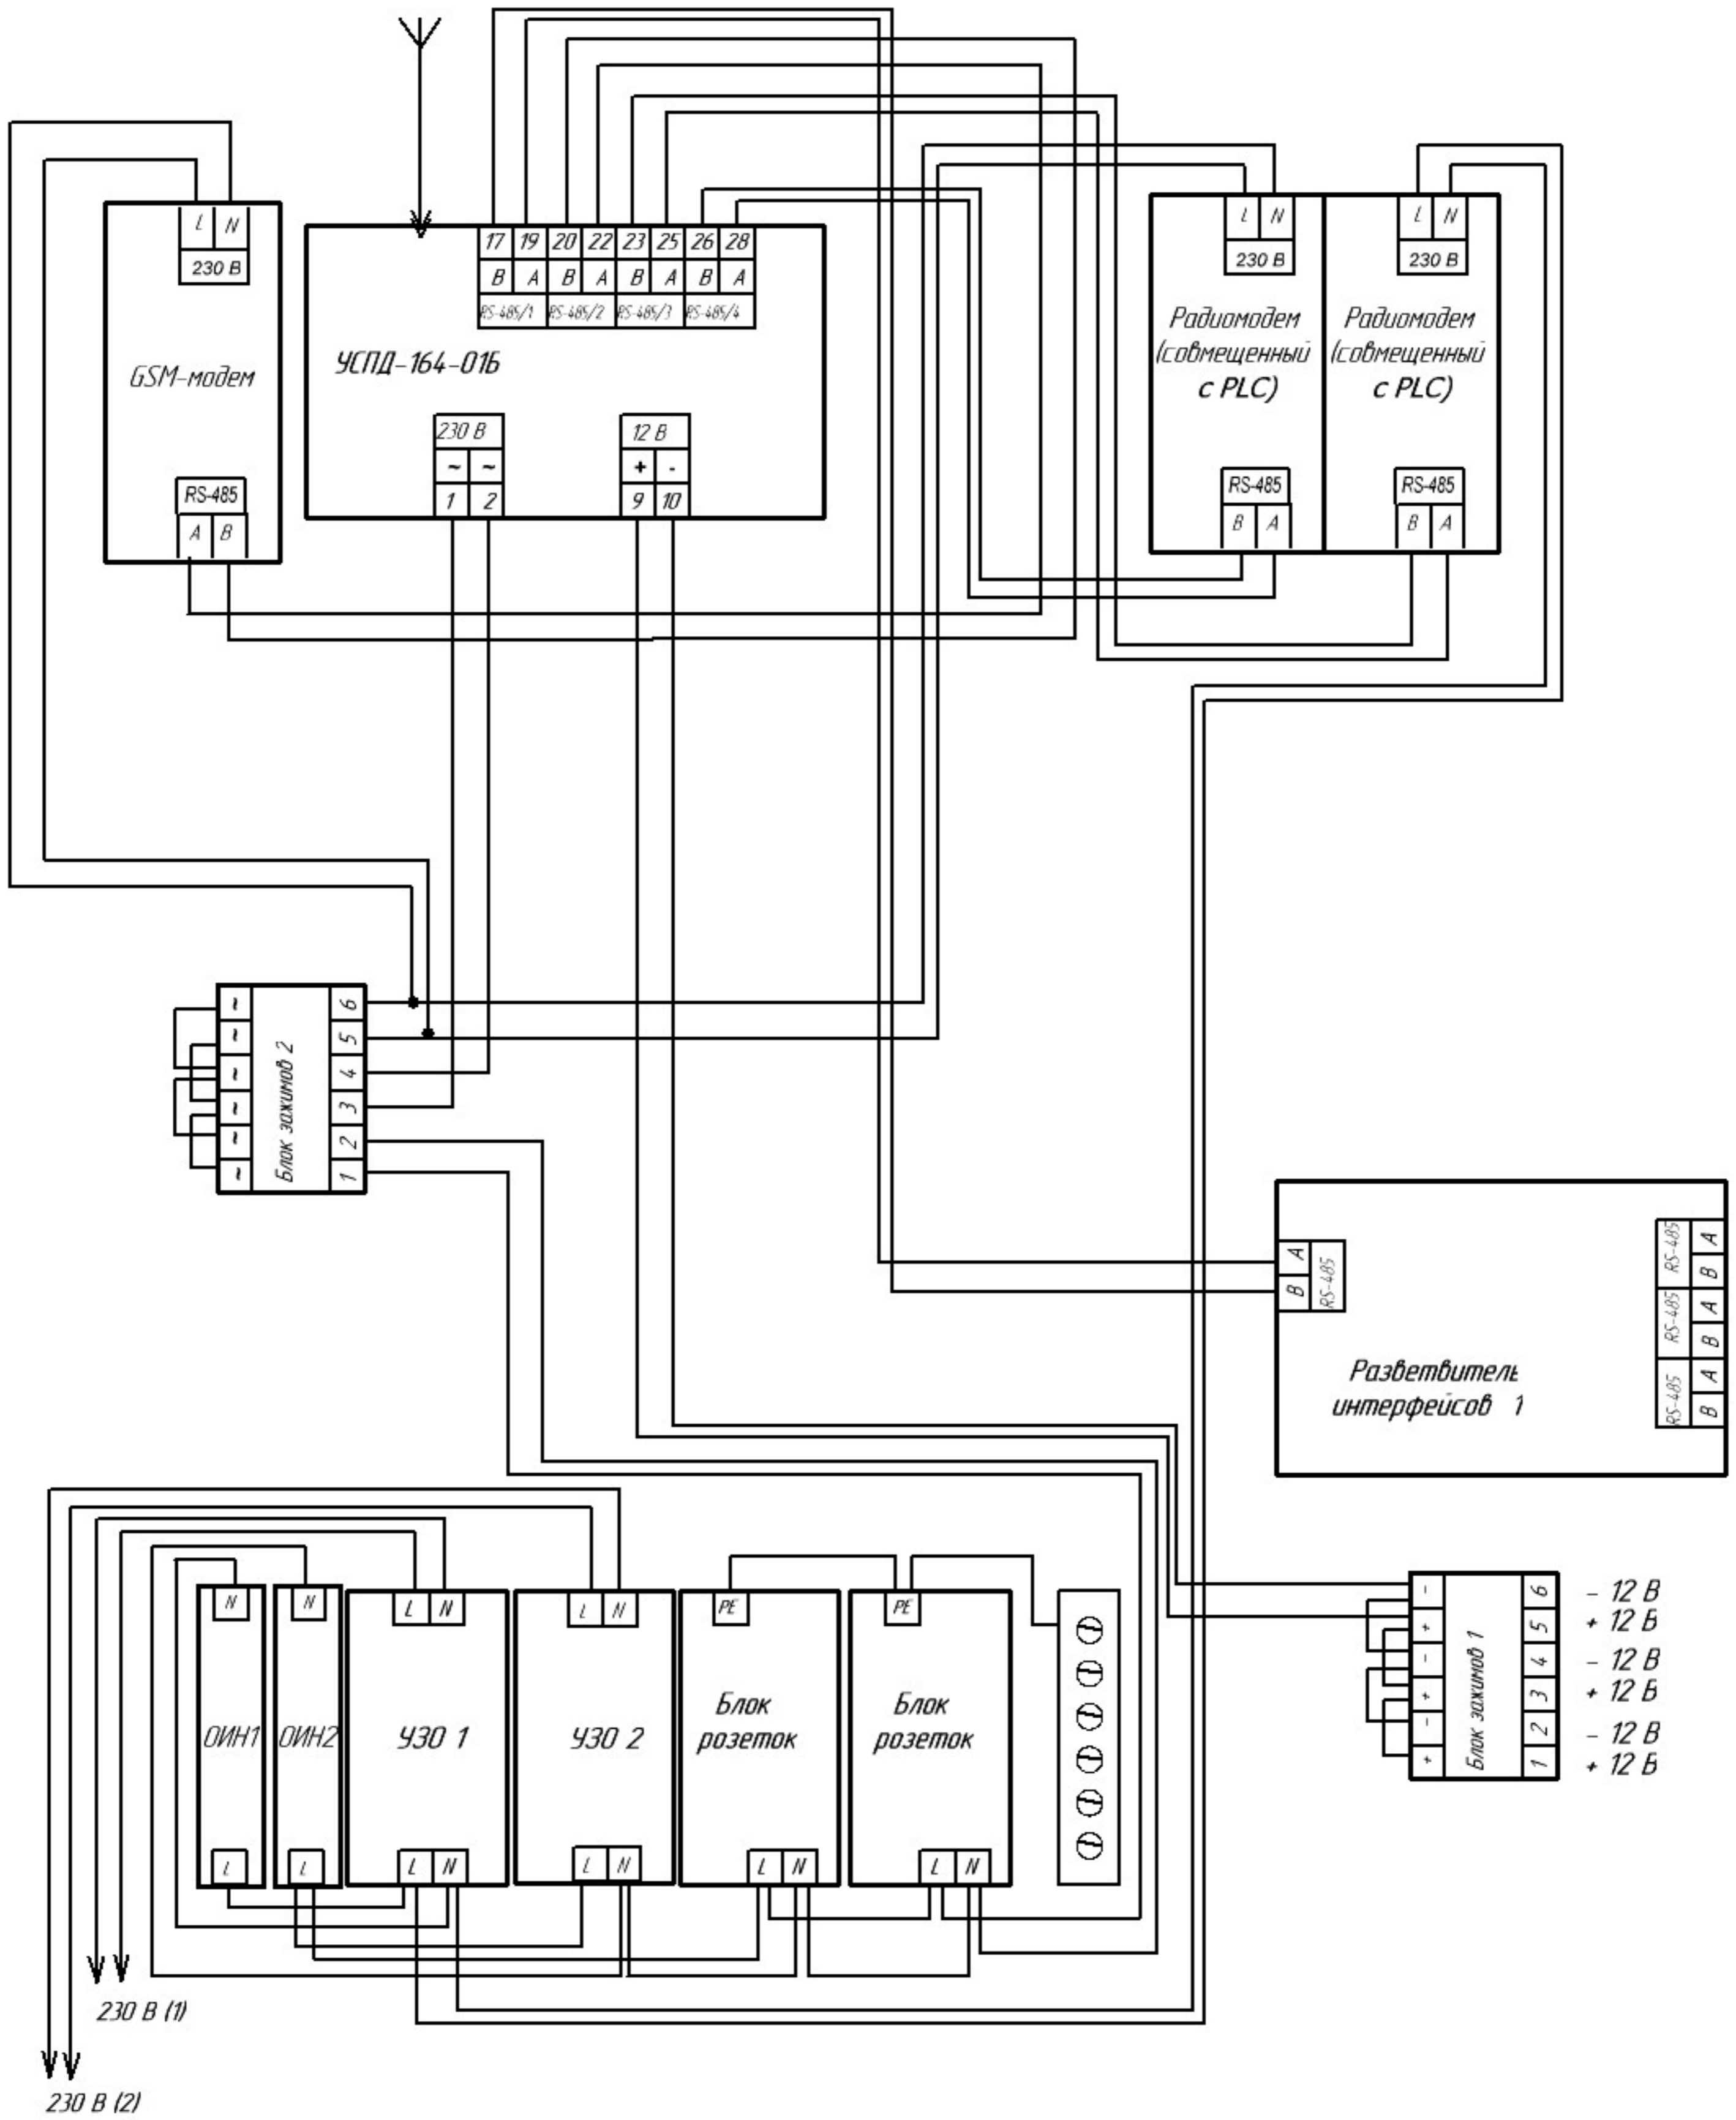 L N
230 В
GSM-модем
RS-485
A B
17 19 20 22 23 25 26 28
B A B A B A B A
RS-485/1 RS-485/2 RS-485/3 RS-485/4
УСПД-164-01Б
230 В
~ ~
1 2
12 В
+ -
9 10
L N
230 В
Радиомодем
(совмещенный
с PLC)
RS-485
B A
L N
230 В
Радиомодем
(совмещенный
с PLC)
RS-485
B A
~ ~ ~ ~ ~ ~
Блок зажимов 2
6
5
4
3
2
1
A
B
RS-485
Разветвитель
интерфейсов 1
RS-485
A
B
RS-485
A
B
RS-485
A
B
N
ОИН1
L
N
ОИН2
L
L N
УЗО 1
L N
L N
УЗО 2
L N
PE
Блок
розеток
L N
PE
Блок
розеток
L N
- + - + - +
Блок зажимов 1
6
5
4
3
2
1
- 12 В
+ 12 В
- 12 В
+ 12 В
- 12 В
+ 12 В
230 В (1)
230 В (2)